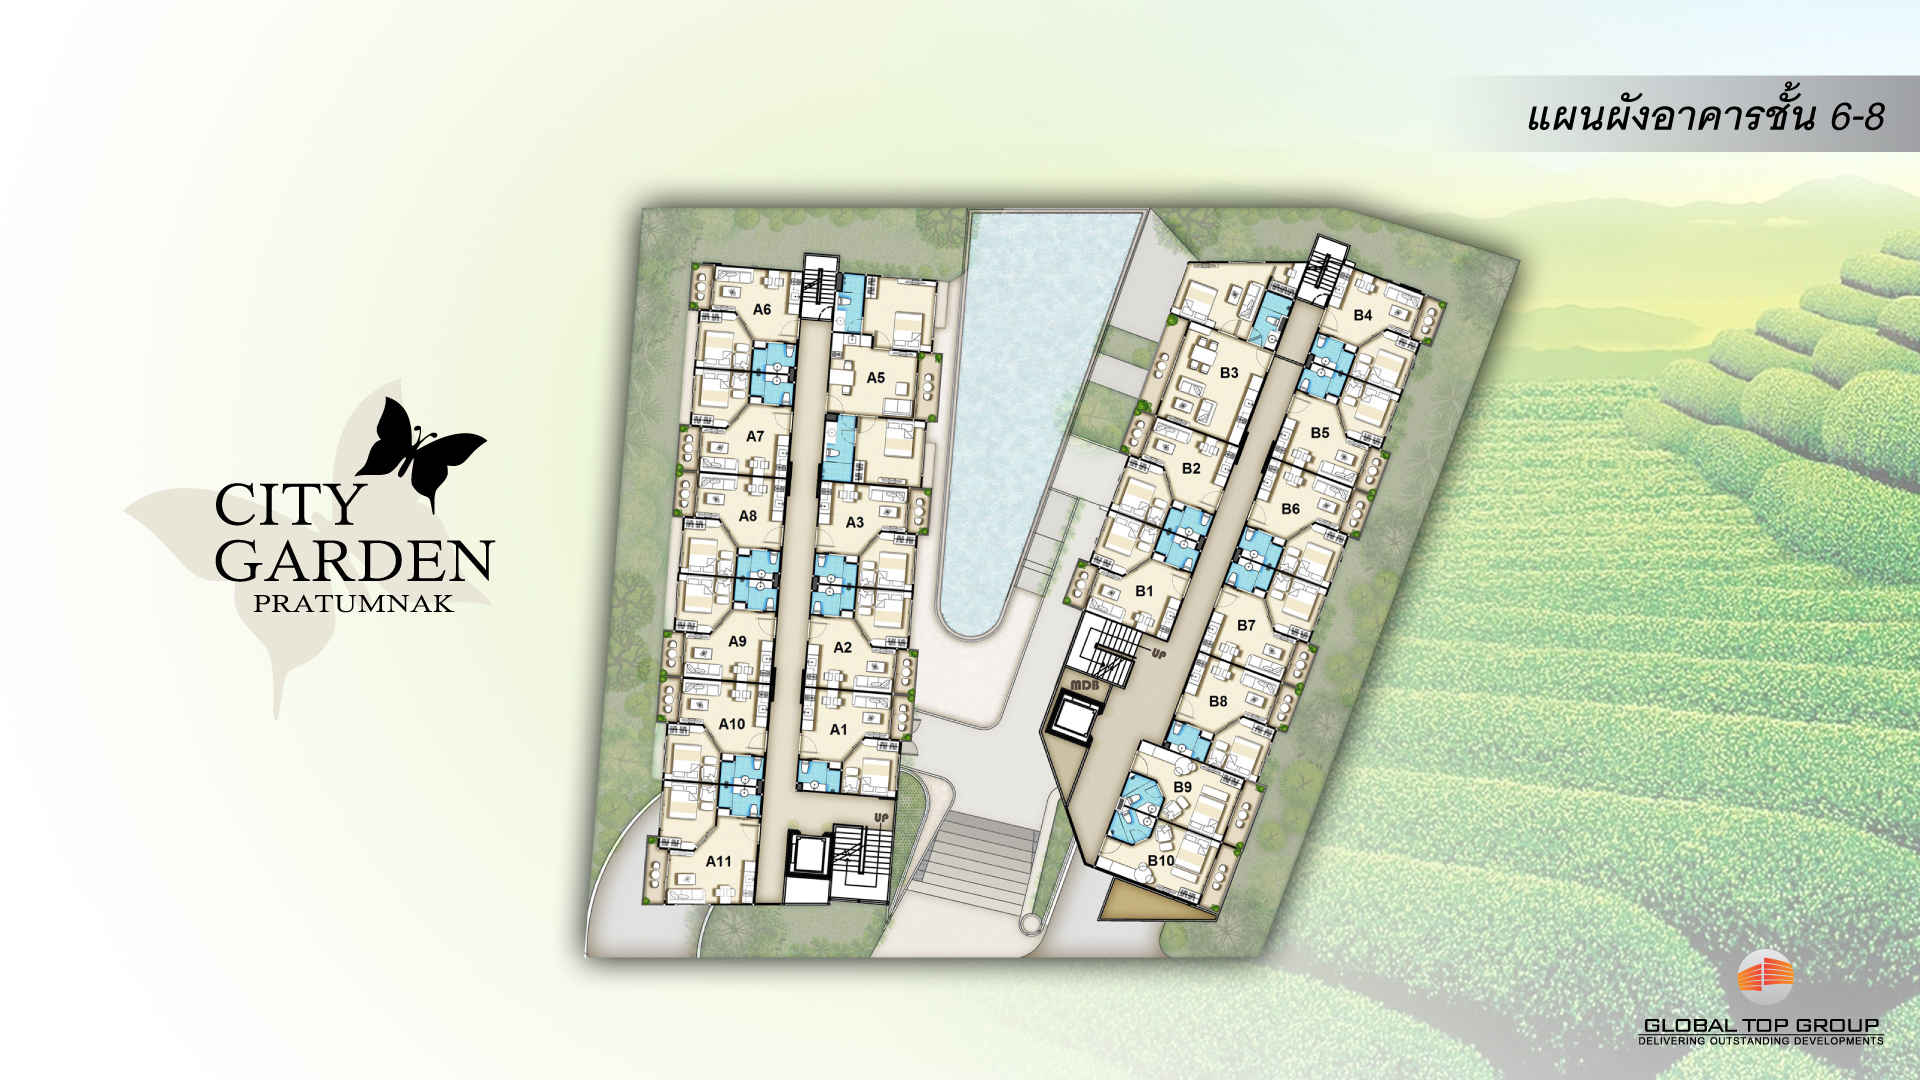 แผนผังอาคารชั้น 6-8
CITY
GARDEN
PRATUMNAK
A6
A5
A7
A8
A3
A9
A2
A10
A1
A11
UP
B4
B3
B5
B2
B6
B1
B7
UP
MDB
B8
B9
B10
GLOBAL TOP GROUP
DELIVERING OUTSTANDING DEVELOPMENTS